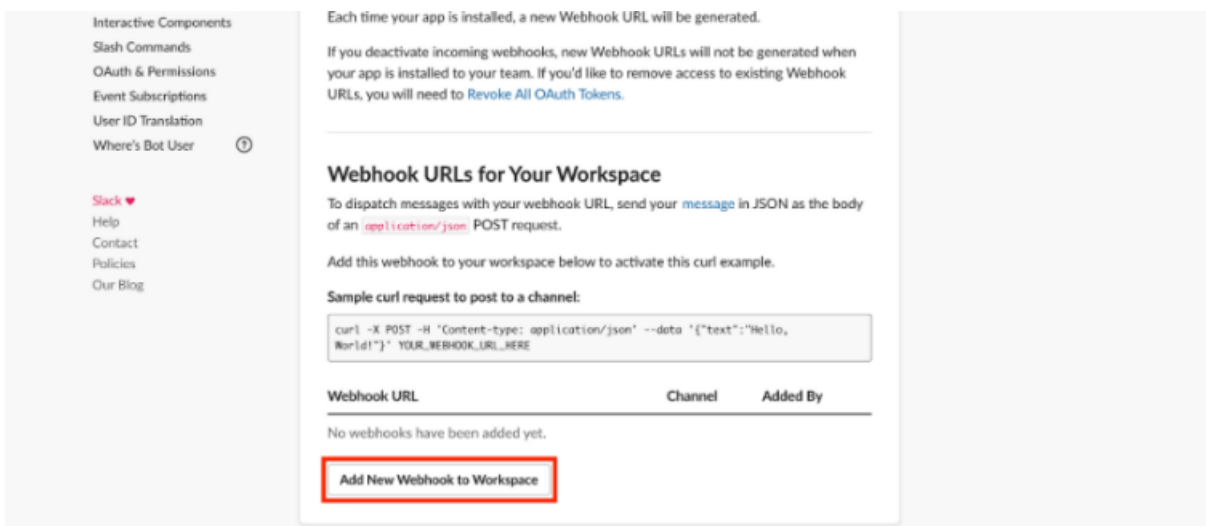 Interactive Components
Slash Commands
OAuth & Permissions
Event Subscriptions
User ID Translation
Where's Bot User
Slack ♥
Help
Contact
Policies
Our Blog
Each time your app is installed, a new Webhook URL will be generated.
If you deactivate incoming webhooks, new Webhook URLs will not be generated when
your app is installed to your team. If you'd like to remove access to existing Webhook
URLs, you will need to Revoke All OAuth Tokens.
Webhook URLs for Your Workspace
To dispatch messages with your webhook URL, send your message in JSON as the body
of an application/json POST request.
Add this webhook to your workspace below to activate this curl example.
Sample curl request to post to a channel:
curl -X POST -H 'Content-type: application/json' --data '{"text":"Hello,
World!"}' YOUR_WEBHOOK_URL_HERE
Webhook URL Channel Added By
No webhooks have been added yet.
Add New Webhook to Workspace